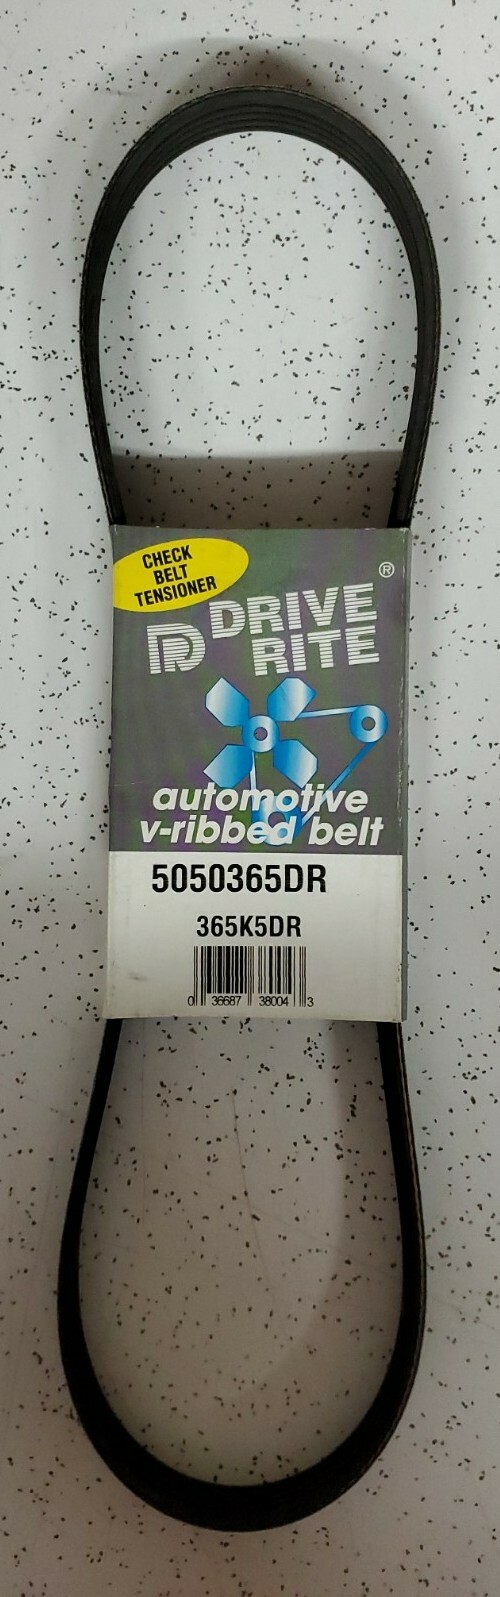 CHECK
BELT
TENSIONER
DRIVE ®
RITE
automotive
v-ribbed belt
5050365DR
365K5DR
0 36687 38004 3